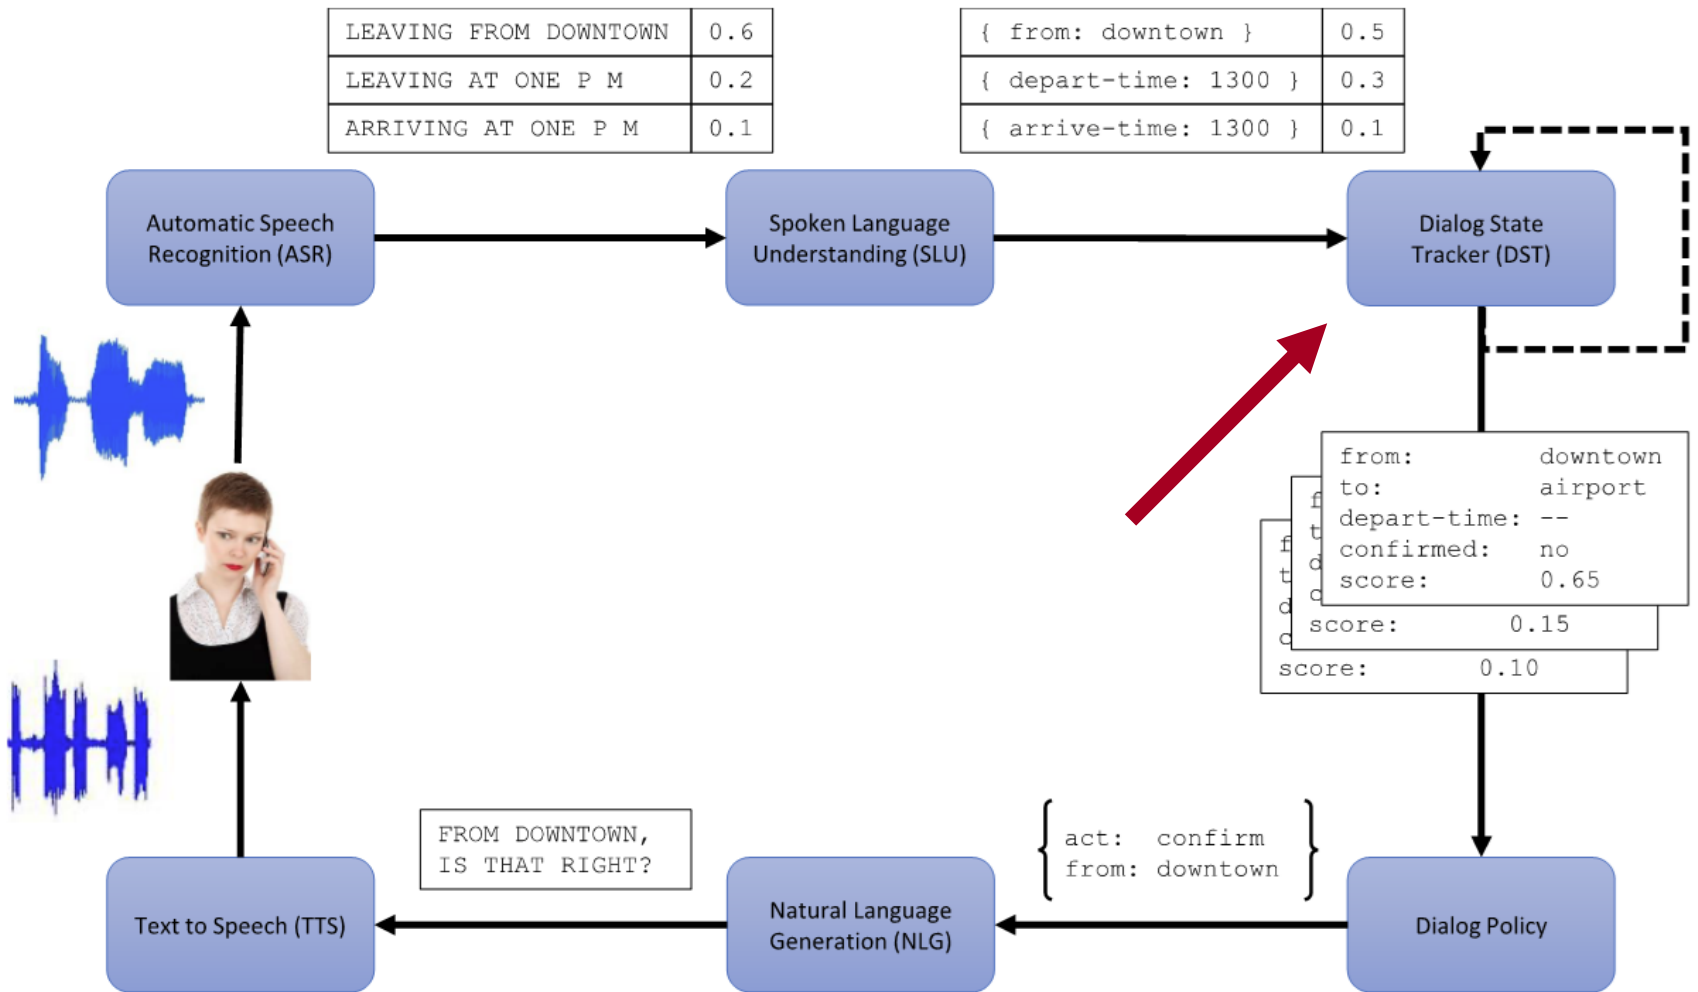 LEAVING FROM DOWNTOWN 0.6
LEAVING AT ONE P M 0.2
ARRIVING AT ONE P M 0.1
{ from: downtown } 0.5
{ depart-time: 1300 } 0.3
{ arrive-time: 1300 } 0.1
Automatic Speech
Recognition (ASR)
Spoken Language
Understanding (SLU)
Dialog State
Tracker (DST)
from: downtown
to: airport
depart-time: --
confirmed: no
score: 0.65
f
t
d
c
score: 0.15
f
t
d
c
score: 0.10
act: confirm
from: downtown
FROM DOWNTOWN,
IS THAT RIGHT?
Text to Speech (TTS)
Natural Language
Generation (NLG)
Dialog Policy